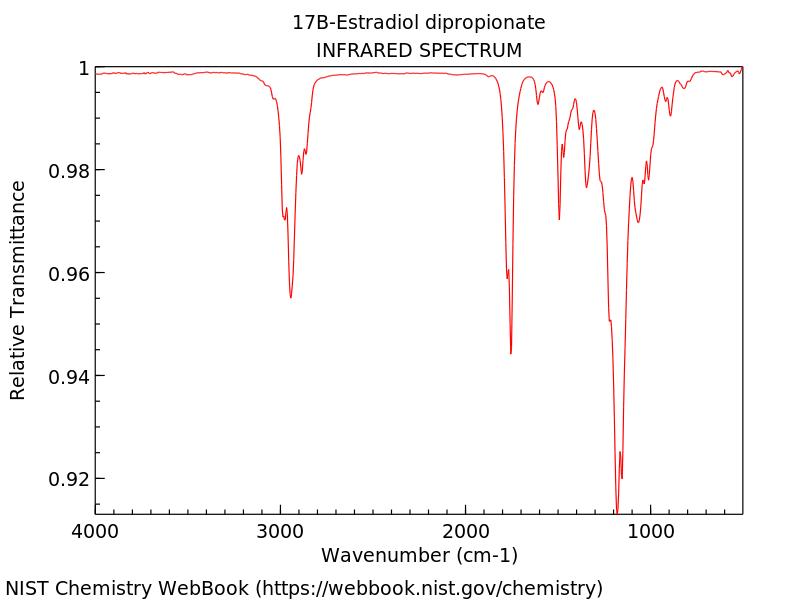 17B-Estradiol dipropionate
INFRARED SPECTRUM
1
0.98
0.96
0.94
0.92
Relative Transmittance
4000 3000 2000 1000
Wavenumber (cm-1)
NIST Chemistry WebBook (https://webbook.nist.gov/chemistry)